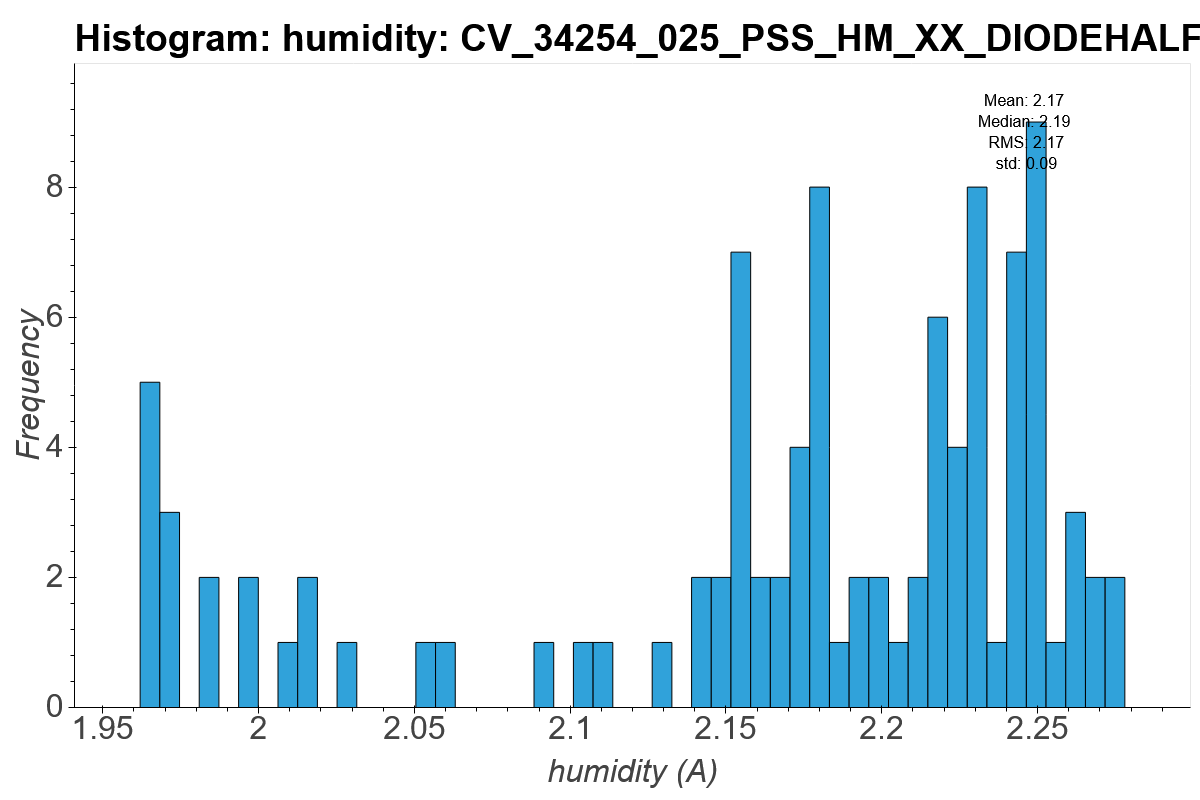 Histogram: humidity: CV_34254_025_PSS_HM_XX_DIODEHALF
Mean: 2.17
Median: 2.19
RMS: 2.17
std: 0.09
Frequency
8
6
4
2
0
1.95 2 2.05 2.1 2.15 2.2 2.25
humidity (A)